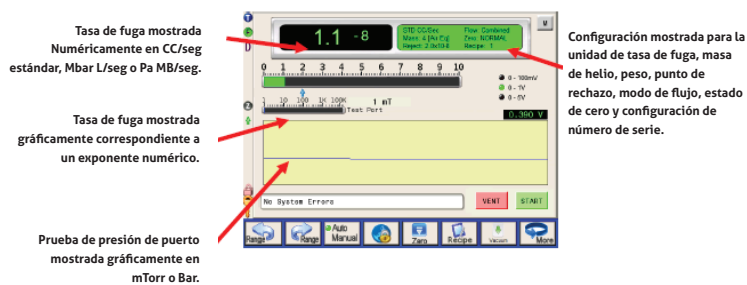 Tasa de fuga mostrada
Numéricamente en CC/seg
estándar, Mbar L/seg o Pa MB/seg.
Tasa de fuga mostrada
gráficamente correspondiente a
un exponente numérico.
Prueba de presión de puerto
mostrada gráficamente en
mTorr o Bar.
1.1 -8
STD CC/Sec Flow: Combined
Mass: 4 [Air Eq] Zero: NORMAL
Reject: 2.0x10-8 Recipe: 1
M
0 1 2 3 4 5 6 7 8 9 10
0 - 100mV
0 - 1V
0 - 5V
1 10 100 1K 100K 1 mT
Test Port
0.390 V
2
No System Errors
VENT
START
Range
Range
Auto
Manual
Zero
Recipe
Vacuum
More
Configuración mostrada para la
unidad de tasa de fuga, masa
de helio, peso, punto de
rechazo, modo de flujo, estado
de cero y configuración de
número de serie.